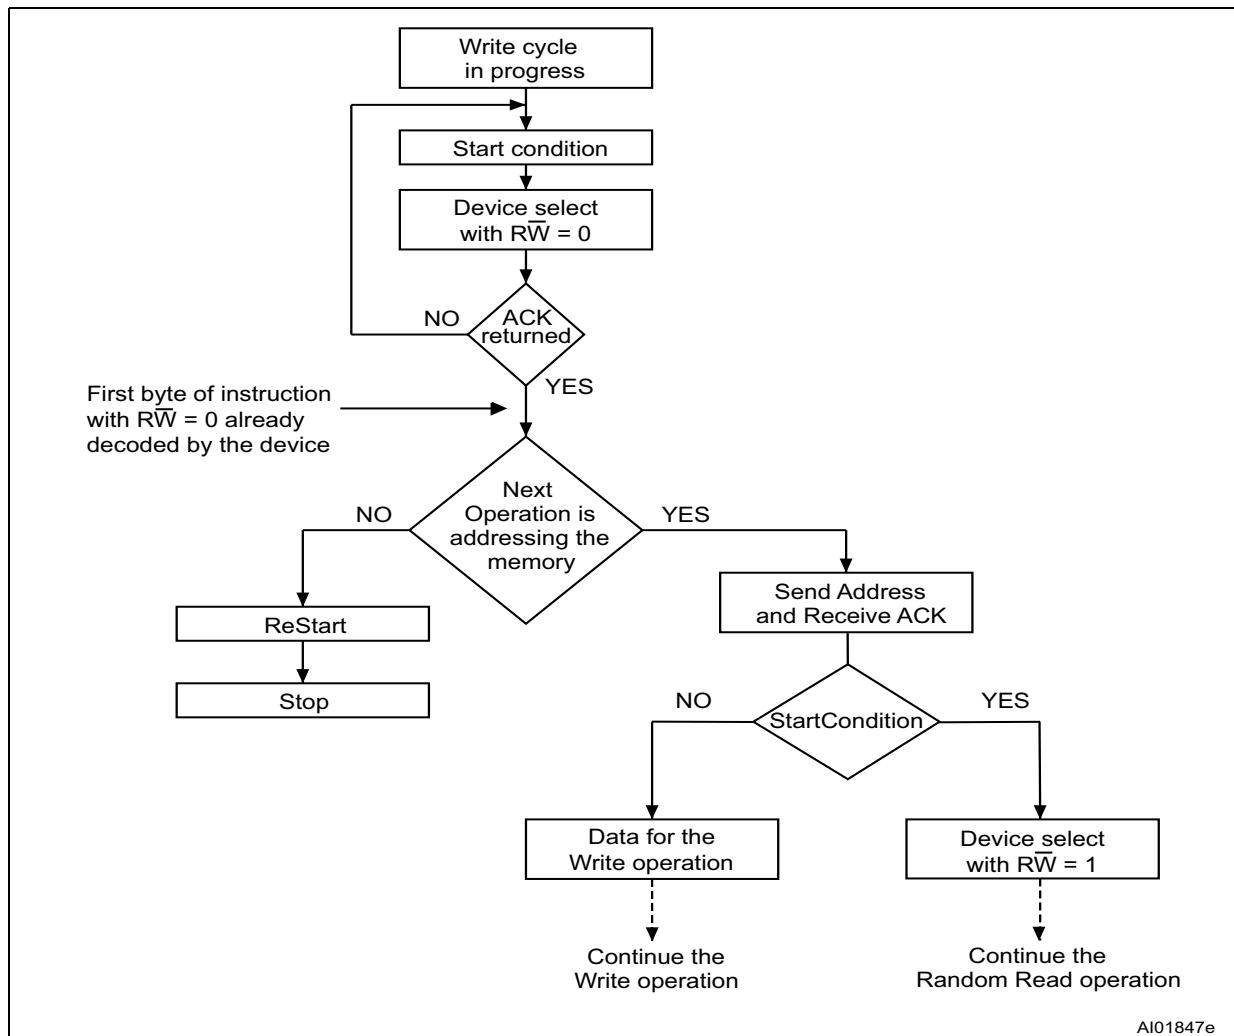 Write cycle
in progress
Start condition
Device select
with RW̅ = 0
ACK
returned
NO
YES
First byte of instruction
with RW̅ = 0 already
decoded by the device
Next
Operation is
addressing the
memory
NO
YES
ReStart
Stop
Send Address
and Receive ACK
StartCondition
NO
YES
Data for the
Write operation
Device select
with RW̅ = 1
Continue the
Write operation
Continue the
Random Read operation
AI01847e